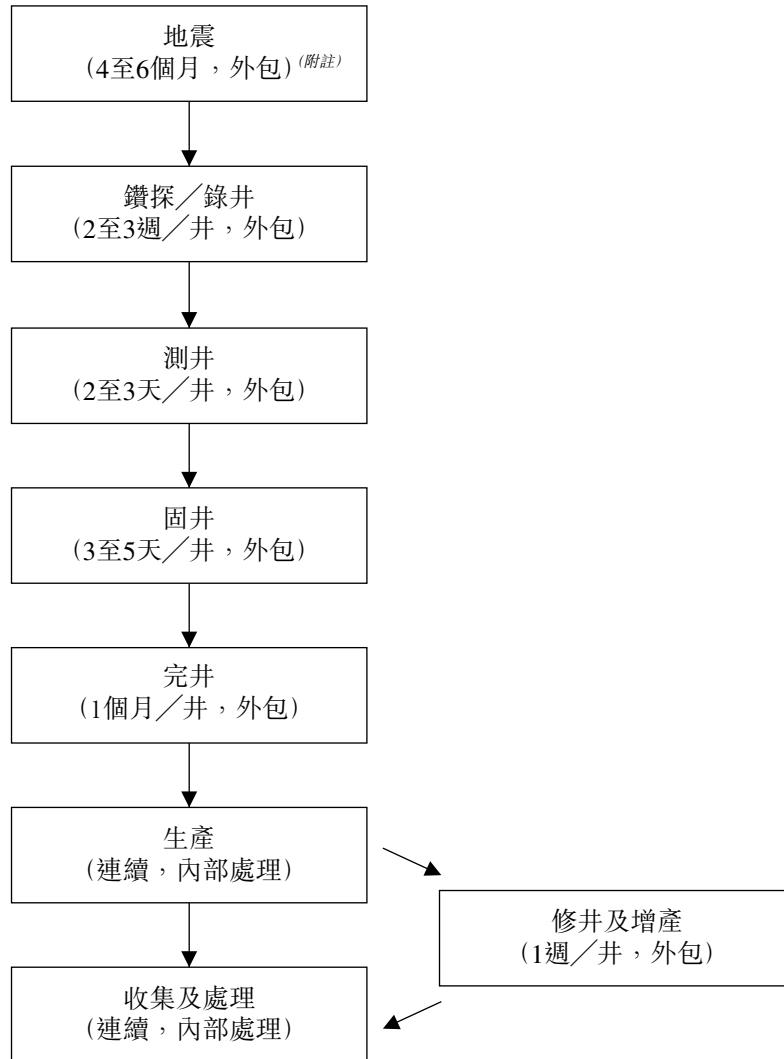 地震
(4至6個月，外包)(附註)
鑽探／錄井
(2至3週／井，外包)
測井
(2至3天／井，外包)
固井
(3至5天／井，外包)
完井
(1個月／井，外包)
生產
(連續，內部處理)
修井及增產
(1週／井，外包)
收集及處理
(連續，內部處理)